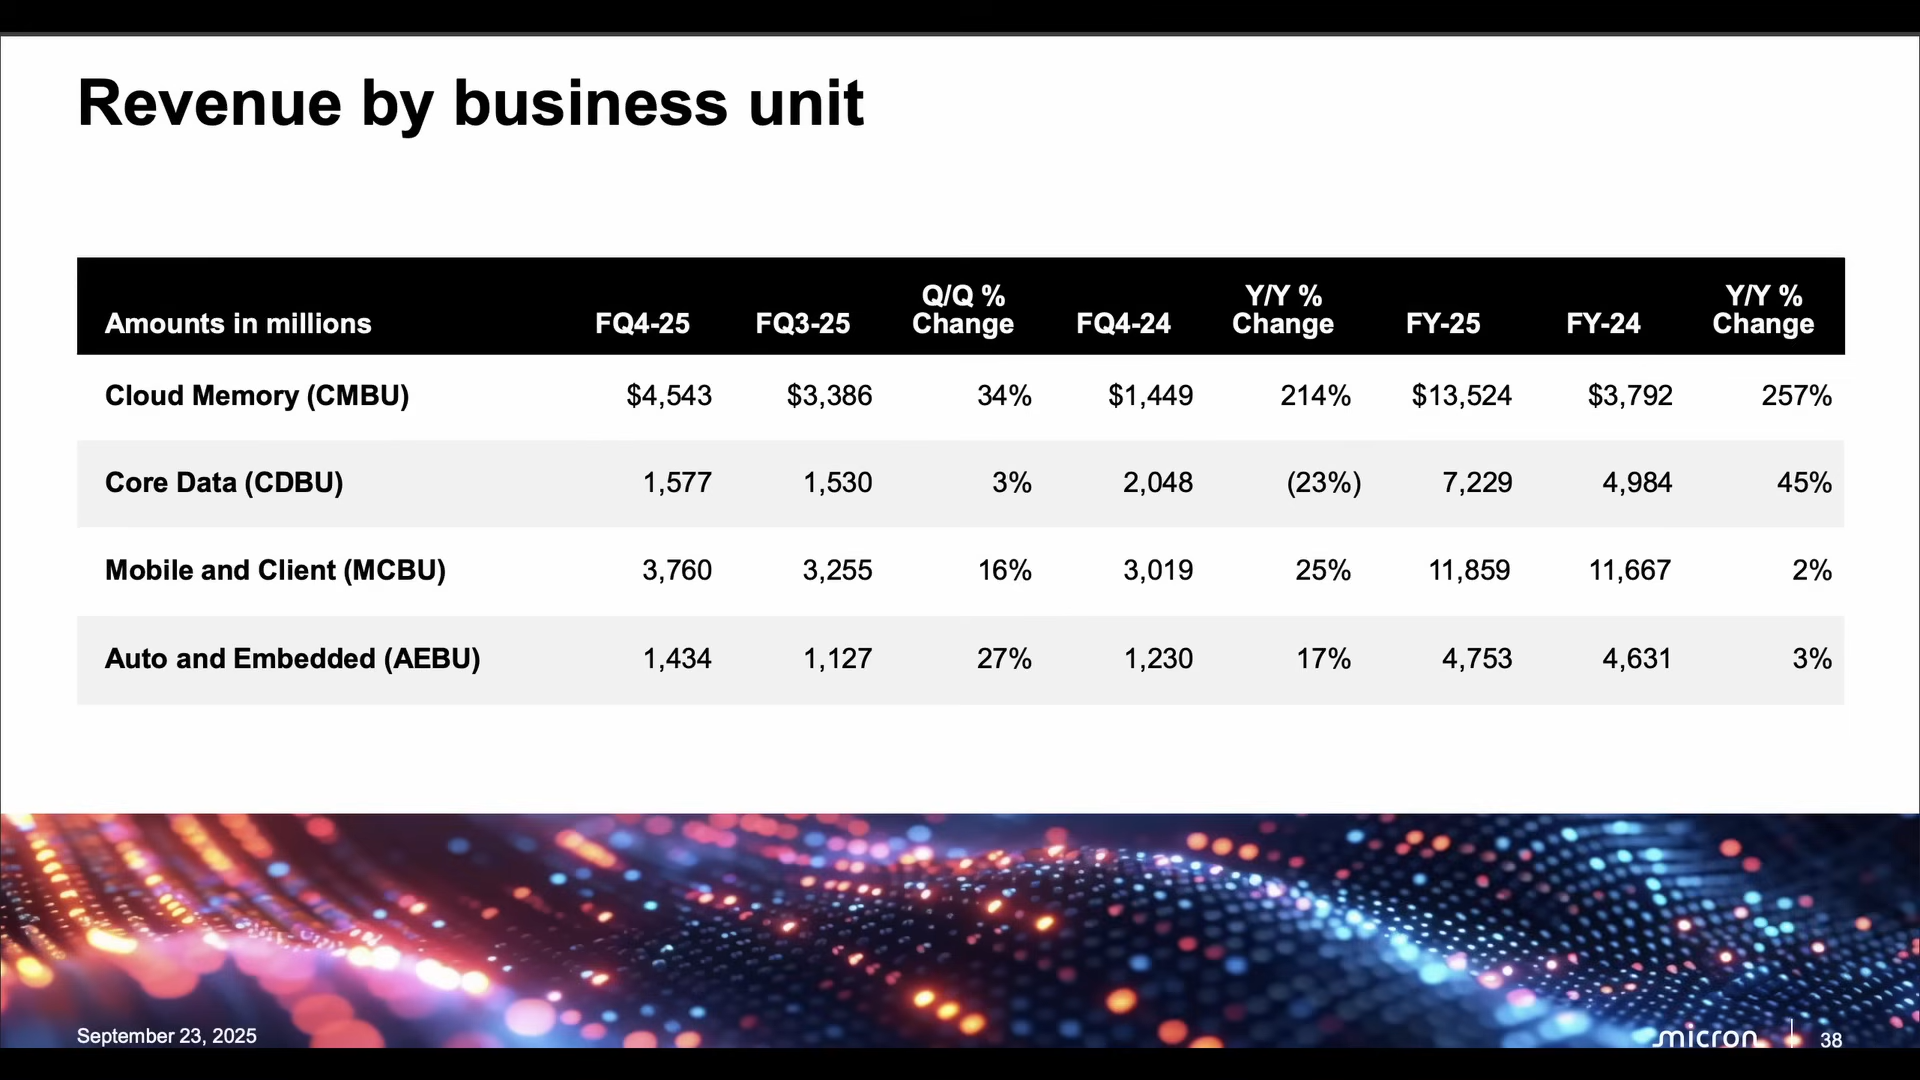 Revenue by business unit
Amounts in millions FQ4-25 FQ3-25 Q/Q % Change FQ4-24 Y/Y % Change FY-25 FY-24 Y/Y % Change
Cloud Memory (CMBU) $4,543 $3,386 34% $1,449 214% $13,524 $3,792 257%
Core Data (CDBU) 1,577 1,530 3% 2,048 (23%) 7,229 4,984 45%
Mobile and Client (MCBU) 3,760 3,255 16% 3,019 25% 11,859 11,667 2%
Auto and Embedded (AEBU) 1,434 1,127 27% 1,230 17% 4,753 4,631 3%
September 23, 2025 micron 38